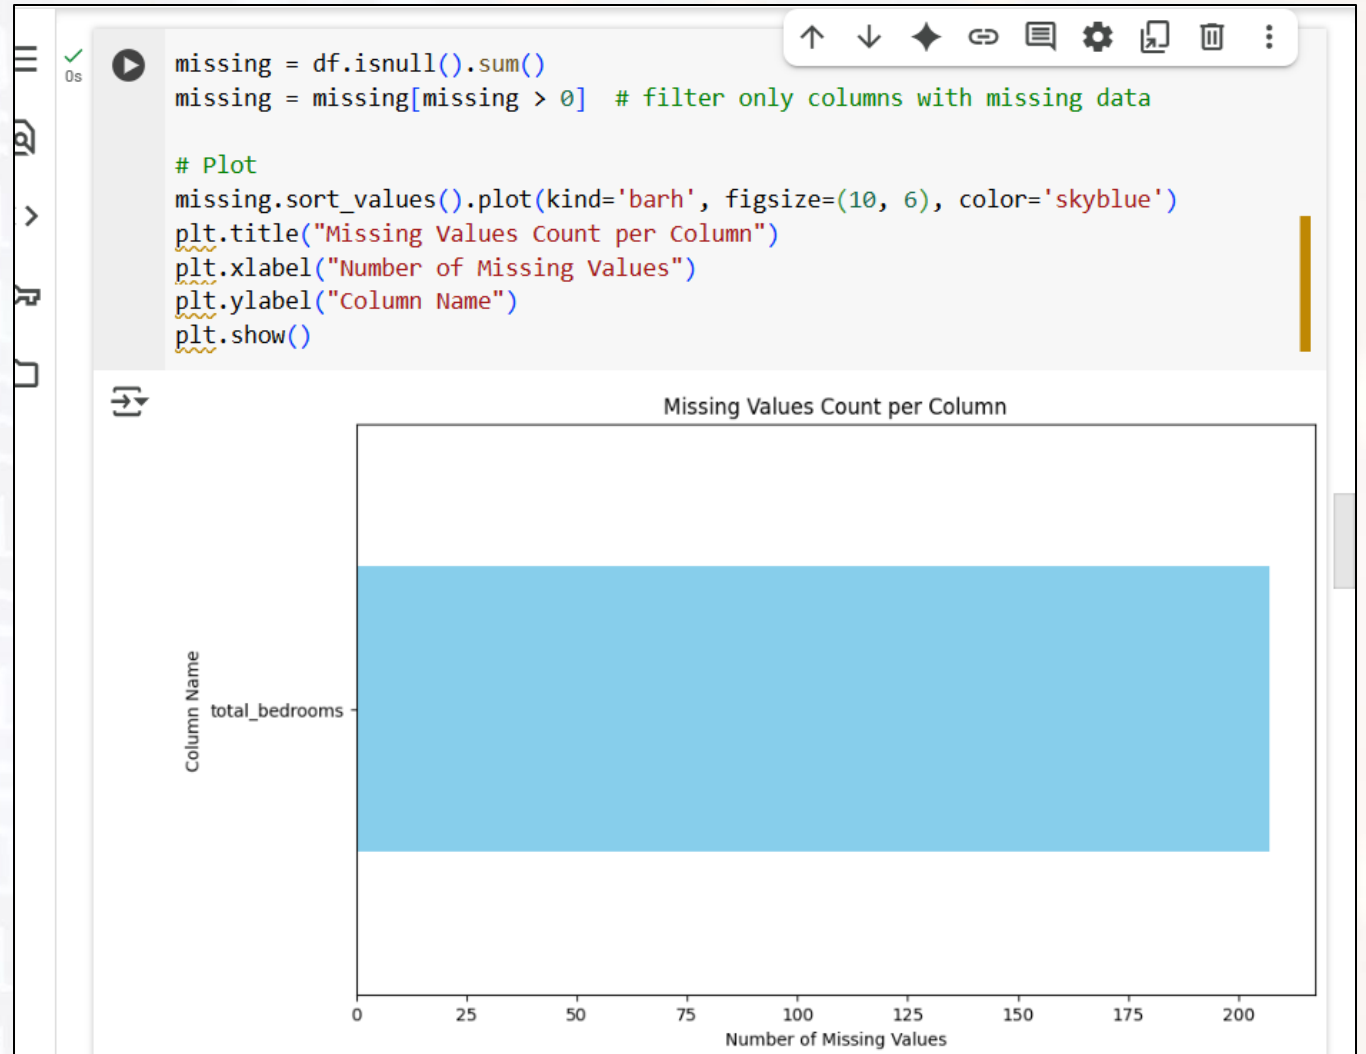 0s
missing = df.isnull().sum()
missing = missing[missing > 0]  # filter only columns with missing data
# Plot
missing.sort_values().plot(kind='barh', figsize=(10, 6), color='skyblue')
plt.title("Missing Values Count per Column")
plt.xlabel("Number of Missing Values")
plt.ylabel("Column Name")
plt.show()
Missing Values Count per Column
Column Name
total_bedrooms
0 25 50 75 100 125 150 175 200
Number of Missing Values